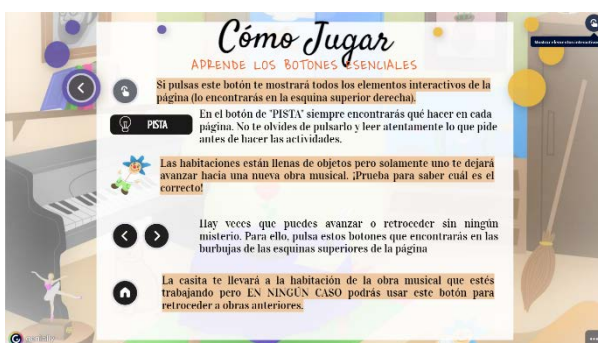 Cómo Jugar
APRENDE LOS BOTONES ESENCIALES
Si pulsas este botón te mostrará todos los elementos interactivos de la
página (lo encontrarás en la esquina superior derecha).
PISTA
En el botón de "PISTA" siempre encontrarás qué hacer en cada
página. No te olvides de pulsarlo y leer atentamente lo que pide
antes de hacer las actividades.
Las habitaciones están llenas de objetos pero solamente uno te dejará
avanzar hacia una nueva obra musical. ¡Prueba para saber cuál es el
correcto!
Hay veces que puedes avanzar o retroceder sin ningún
misterio. Para ello, pulsa estos botones que encontrarás en las
burbujas de las esquinas superiores de la página
La casita te llevará a la habitación de la obra musical que estés
trabajando pero EN NINGÚN CASO podrás usar este botón para
retroceder a obras anteriores.
genially